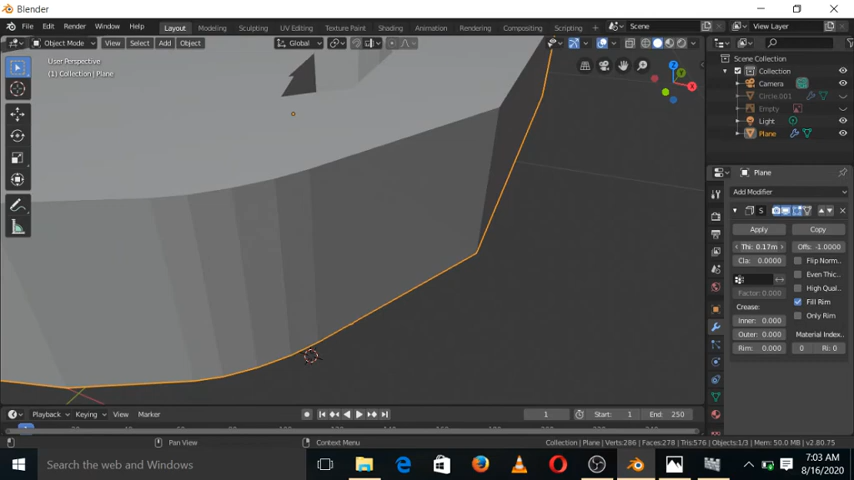 Blender
File Edit Render Window Help Layout Modeling Sculpting UV Editing Texture Paint Shading Animation Rendering Compositing Scripting Scene View Layer
Object Mode View Select Add Object Global
User Perspective
(1) Collection | Plane
Scene Collection
Collection
Camera
Circle.001
Empty
Light
Plane
Plane
Add Modifier
S
Apply Copy
Thi: 0.17m Offs: -1.0000
Cla: 0.0000 Flip Norm..
Even Thic..
High Qual..
Factor: 0.000 Fill Rim
Crease: Only Rim
Inner: 0.000
Outer: 0.000 Material Index..
Rim: 0.000 0 Ri: 0
Playback Keying View Marker 1 Start: 1 End: 250
Pan View Context Menu Collection | Plane | Verts:286 | Faces:278 | Tris:576 | Objects:1/3 | Mem: 50.0 MB | v2.80.75
Search the web and Windows
7:03 AM
8/16/2020